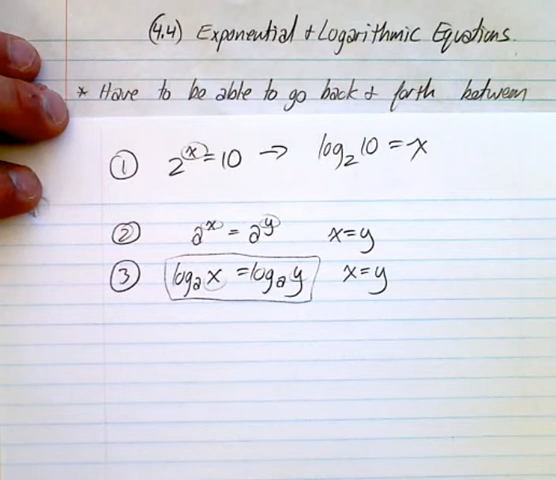 (4.4) Exponential + Logarithmic Equations.
* Have to be able to go back + forth between
① 2^x = 10 → log₂10 = x
② a^x = a^y x=y
③ logₐx = logₐy x=y